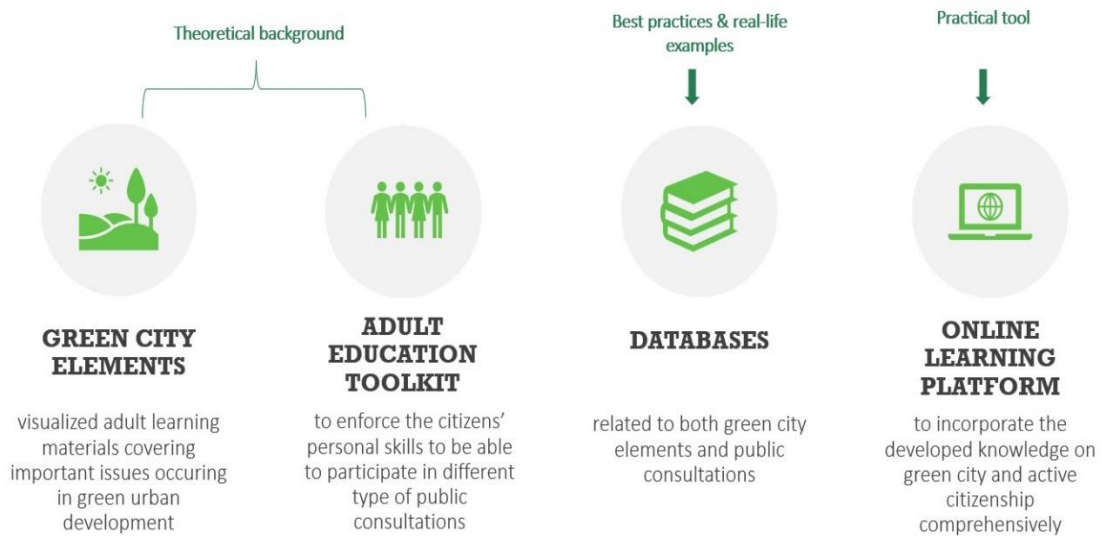 Theoretical background
Best practices & real-life
examples
Practical tool
GREEN CITY
ELEMENTS
visualized adult learning
materials covering
important issues occuring
in green urban
development
ADULT
EDUCATION
TOOLKIT
to enforce the citizens'
personal skills to be able
to participate in different
type of public
consultations
DATABASES
related to both green city
elements and public
consultations
ONLINE
LEARNING
PLATFORM
to incorporate the
developed knowledge on
green city and active
citizenship
comprehensively